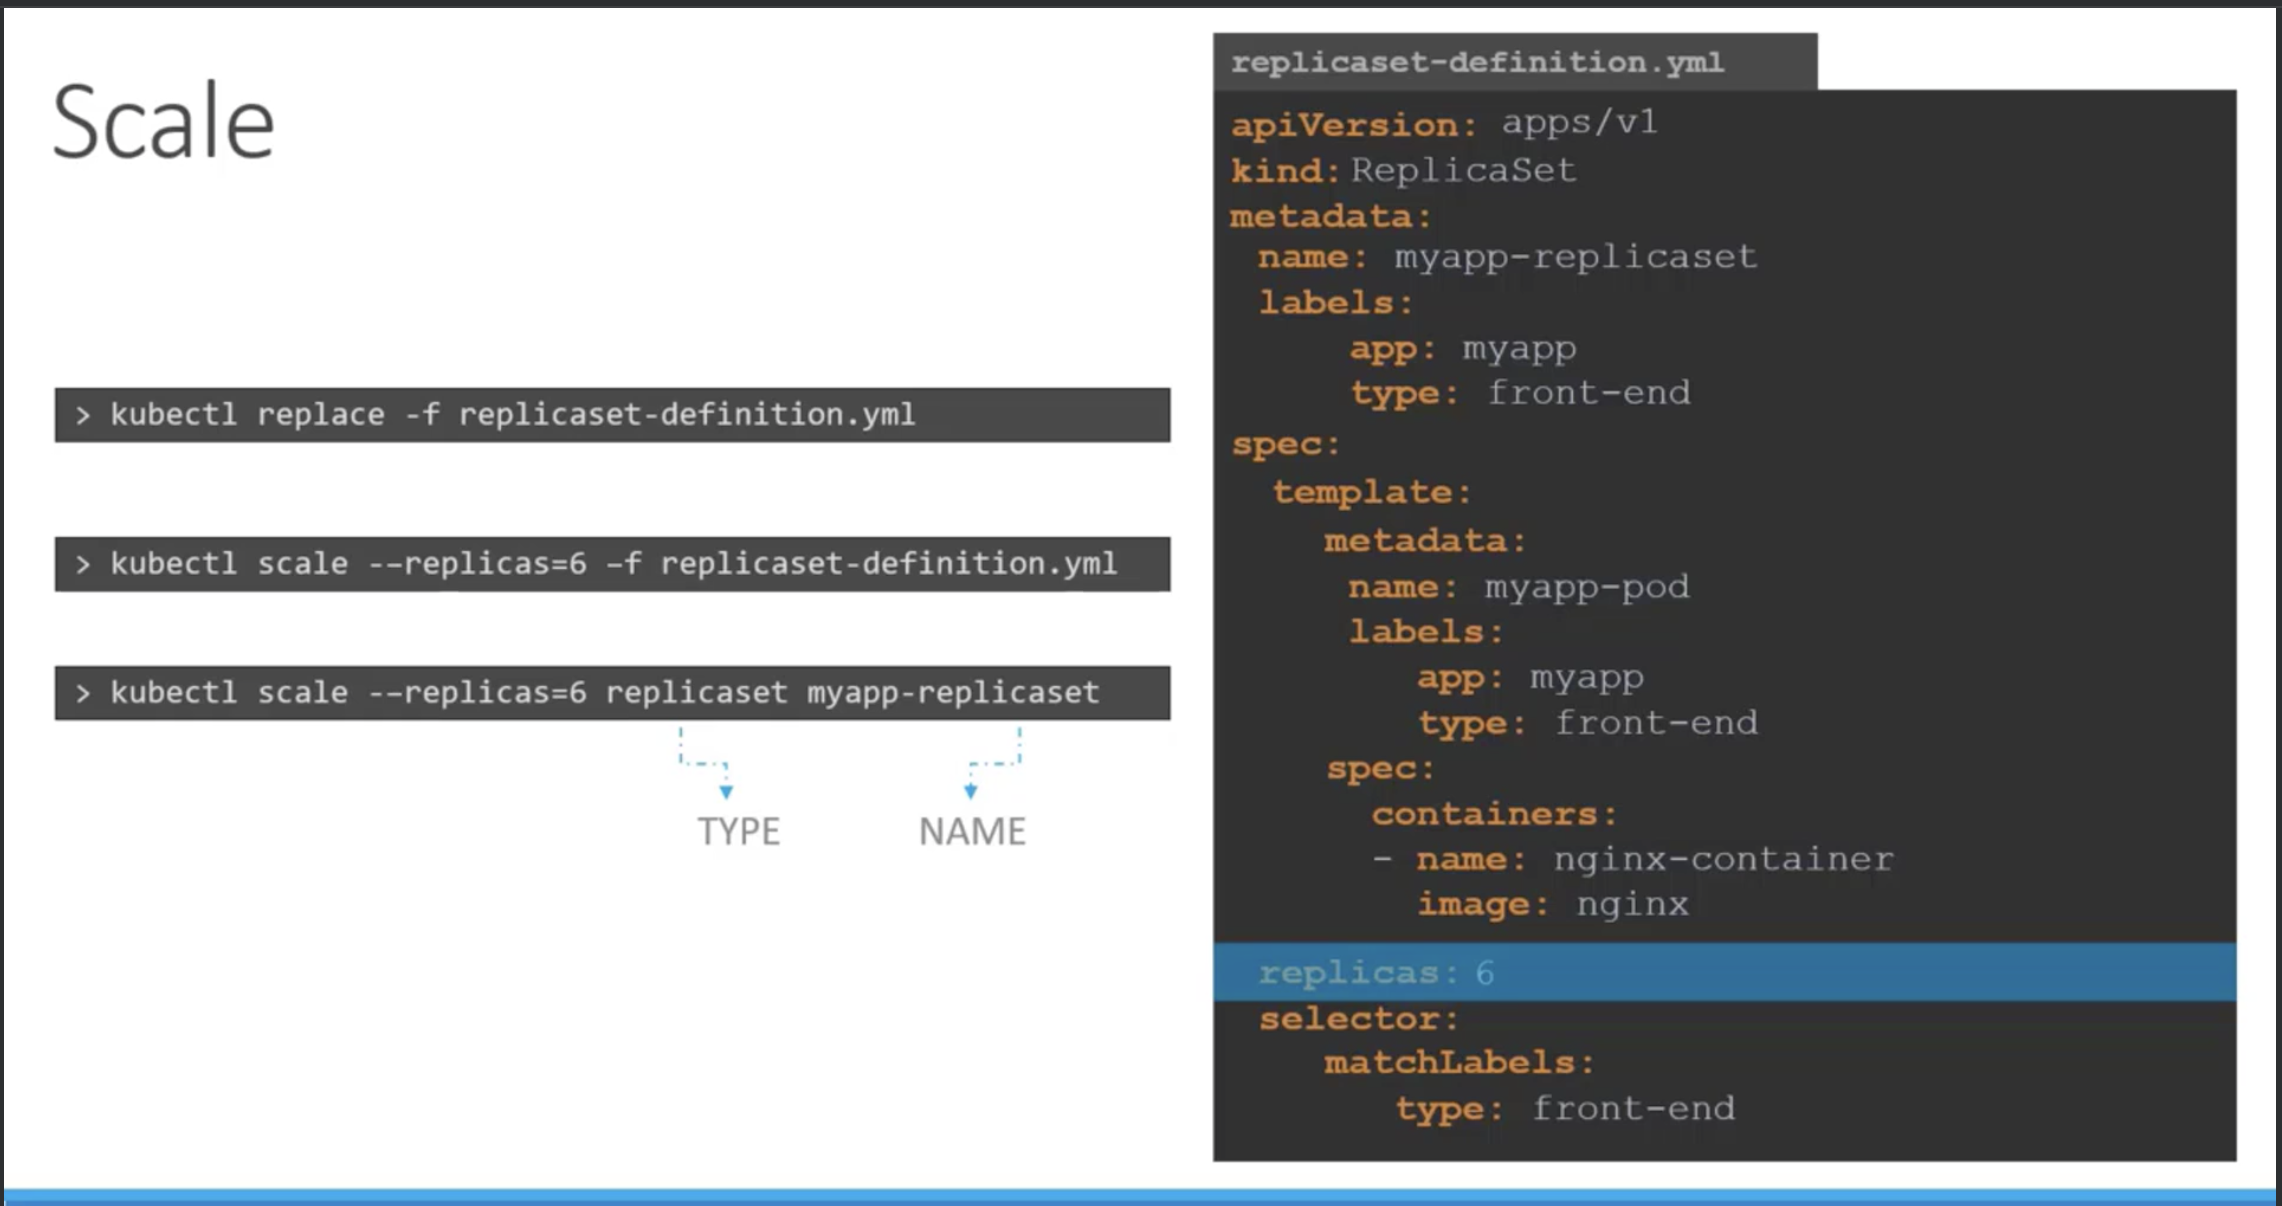 Scale
> kubectl replace -f replicaset-definition.yml
> kubectl scale --replicas=6 –f replicaset-definition.yml
> kubectl scale --replicas=6 replicaset myapp-replicaset
TYPE
NAME
replicaset-definition.yml
apiVersion: apps/v1
kind: ReplicaSet
metadata:
name: myapp-replicaset
labels:
app: myapp
type: front-end
spec:
template:
metadata:
name: myapp-pod
labels:
app: myapp
type: front-end
spec:
containers:
- name: nginx-container
image: nginx
replicas: 6
selector:
matchLabels:
type: front-end